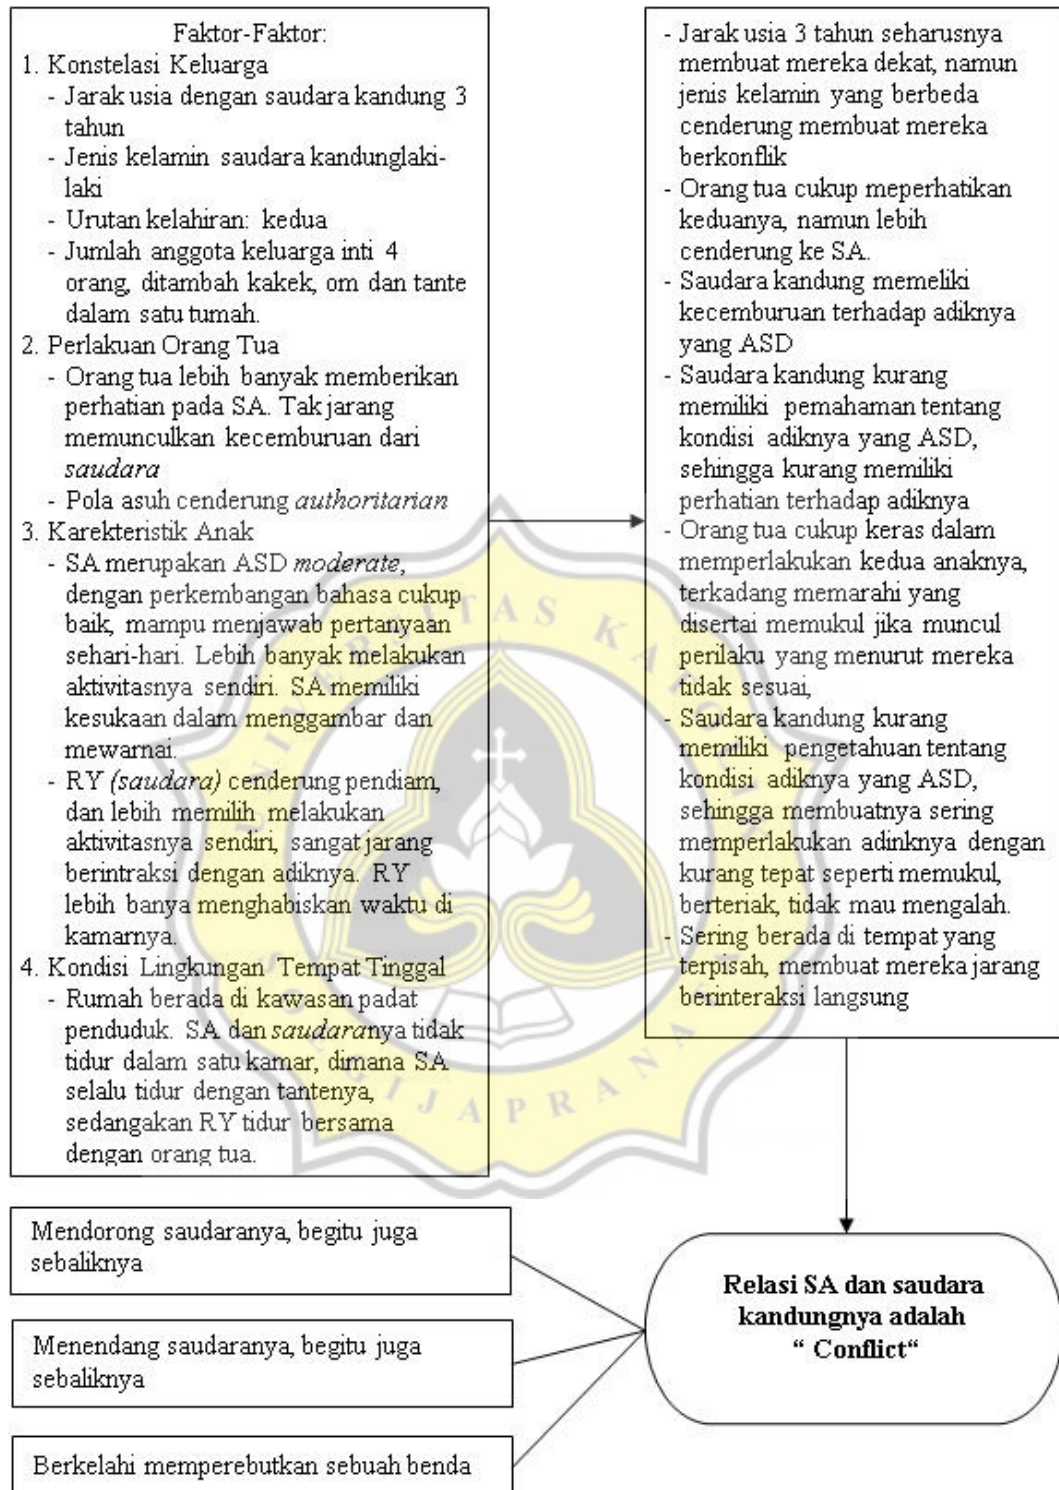 Faktor-Faktor:
1. Konstelasi Keluarga
- Jarak usia dengan saudara kandung 3
tahun
- Jenis kelamin saudara kandunglaki-
laki
- Urutan kelahiran: kedua
- Jumlah anggota keluarga inti 4
orang, ditambah kakek, om dan tante
dalam satu tumah.
2. Perlakuan Orang Tua
- Orang tua lebih banyak memberikan
perhatian pada SA. Tak jarang
memunculkan kecemburuan dari
saudara
- Pola asuh cenderung authoritarian
3. Karekteristik Anak
- SA merupakan ASD moderate,
dengan perkembangan bahasa cukup
baik, mampu menjawab pertanyaan
sehari-hari. Lebih banyak melakukan
aktivitasnya sendiri. SA memiliki
kesukaan dalam menggambar dan
mewarnai.
- RY (saudara) cenderung pendiam,
dan lebih memilih melakukan
aktivitasnya sendiri, sangat jarang
berintraksi dengan adiknya. RY
lebih banya menghabiskan waktu di
kamarnya.
4. Kondisi Lingkungan Tempat Tinggal
- Rumah berada di kawasan padat
penduduk. SA dan saudaranya tidak
tidur dalam satu kamar, dimana SA
selalu tidur dengan tantenya,
sedangakan RY tidur bersama
dengan orang tua.
- Jarak usia 3 tahun seharusnya
membuat mereka dekat, namun
jenis kelamin yang berbeda
cenderung membuat mereka
berkonflik
- Orang tua cukup meperhatikan
keduanya, namun lebih
cenderung ke SA.
- Saudara kandung memeliki
kecemburuan terhadap adiknya
yang ASD
- Saudara kandung kurang
memiliki pemahaman tentang
kondisi adiknya yang ASD,
sehingga kurang memiliki
perhatian terhadap adiknya
- Orang tua cukup keras dalam
memperlakukan kedua anaknya,
terkadang memarahi yang
disertai memukul jika muncul
perilaku yang menurut mereka
tidak sesuai,
- Saudara kandung kurang
memiliki pengetahuan tentang
kondisi adiknya yang ASD,
sehingga membuatnya sering
memperlakukan adinknya dengan
kurang tepat seperti memukul,
berteriak, tidak mau mengalah.
- Sering berada di tempat yang
terpisah, membuat mereka jarang
berinteraksi langsung
Mendorong saudaranya, begitu juga
sebaliknya
Menendang saudaranya, begitu juga
sebaliknya
Berkelahi memperebutkan sebuah benda
Relasi SA dan saudara
kandungnya adalah
“ Conflict“
UNIVERSITAS KATOLIK
SOEGIJAPRANATA